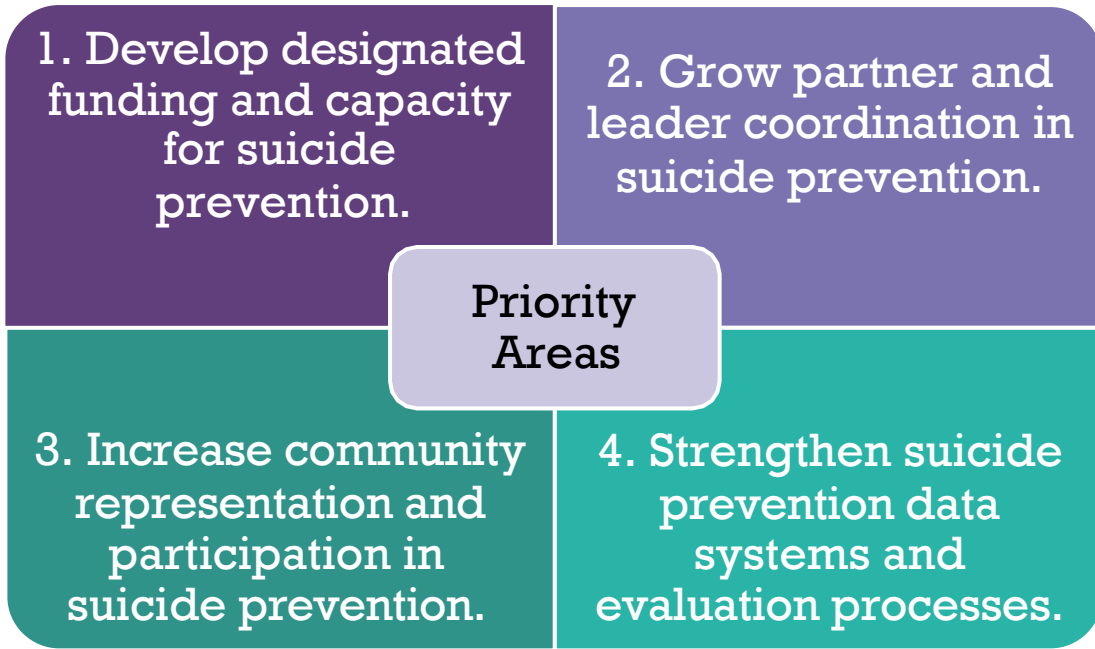 1. Develop designated
funding and capacity
for suicide
prevention.
2. Grow partner and
leader coordination in
suicide prevention.
Priority
Areas
3. Increase community
representation and
participation in
suicide prevention.
4. Strengthen suicide
prevention data
systems and
evaluation processes.